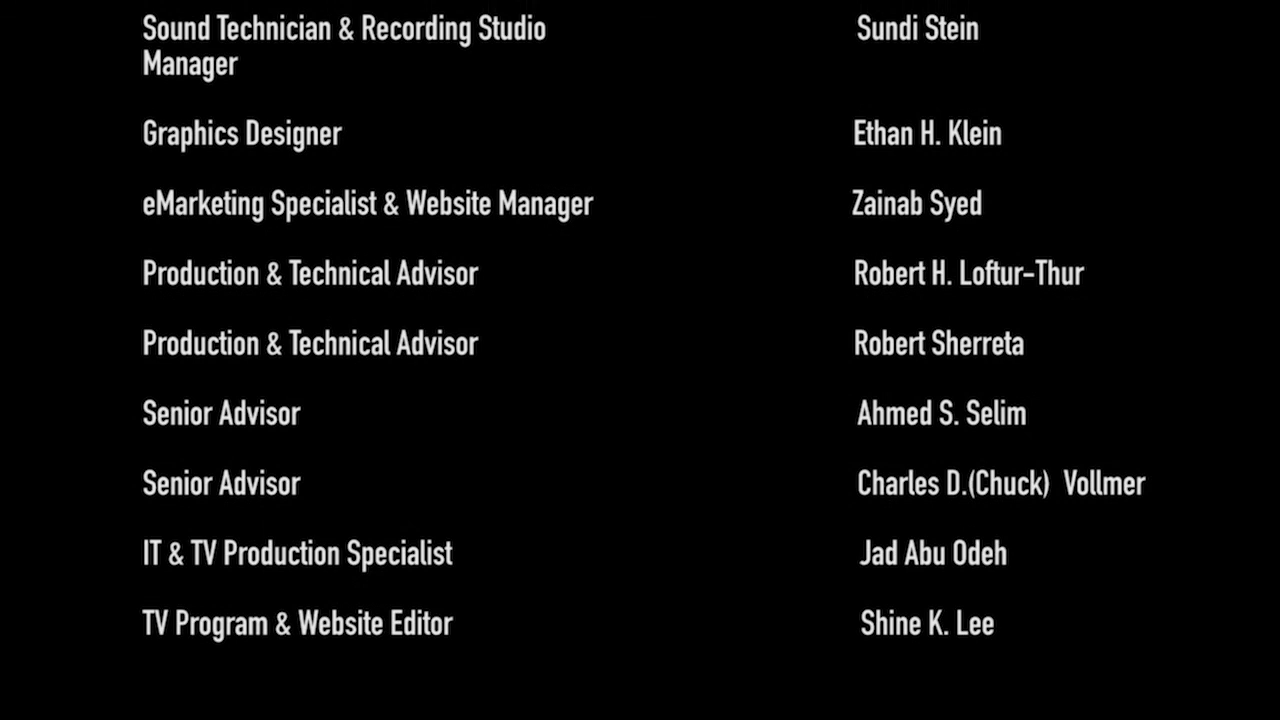 Sound Technician & Recording Studio Sundi Stein
Manager
Graphics Designer Ethan H. Klein
eMarketing Specialist & Website Manager Zainab Syed
Production & Technical Advisor Robert H. Loftur-Thur
Production & Technical Advisor Robert Sherreta
Senior Advisor Ahmed S. Selim
Senior Advisor Charles D.(Chuck) Vollmer
IT & TV Production Specialist Jad Abu Odeh
TV Program & Website Editor Shine K. Lee